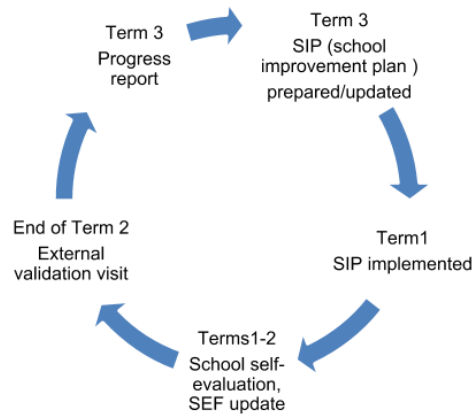 Term 3
Progress
report
Term 3
SIP (school
improvement plan )
prepared/updated
Term1
SIP implemented
Terms1-2
School self-
evaluation,
SEF update
End of Term 2
External
validation visit